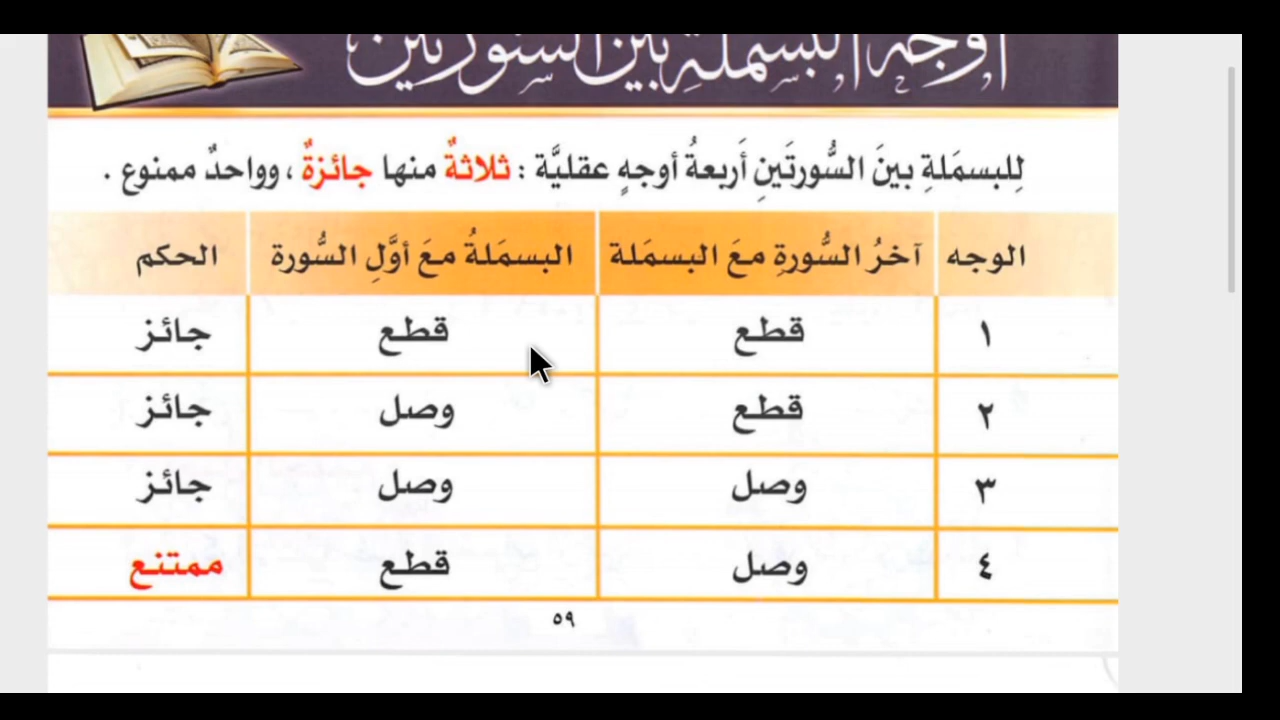 أوجه البسملة بين السورتين
لِلبسمَلةِ بينَ السُّورتَينِ أَربعةُ أوجهٍ عقليَّة : ثلاثةٌ منها جائزةٌ ، وواحدٌ ممنوع .
الوجه آخرُ السُّورةِ معَ البسمَلة البسمَلةُ معَ أوَّلِ السُّورة الحكم
١ قطع قطع جائز
٢ قطع وصل جائز
٣ وصل وصل جائز
٤ وصل قطع ممتنع
٥٩